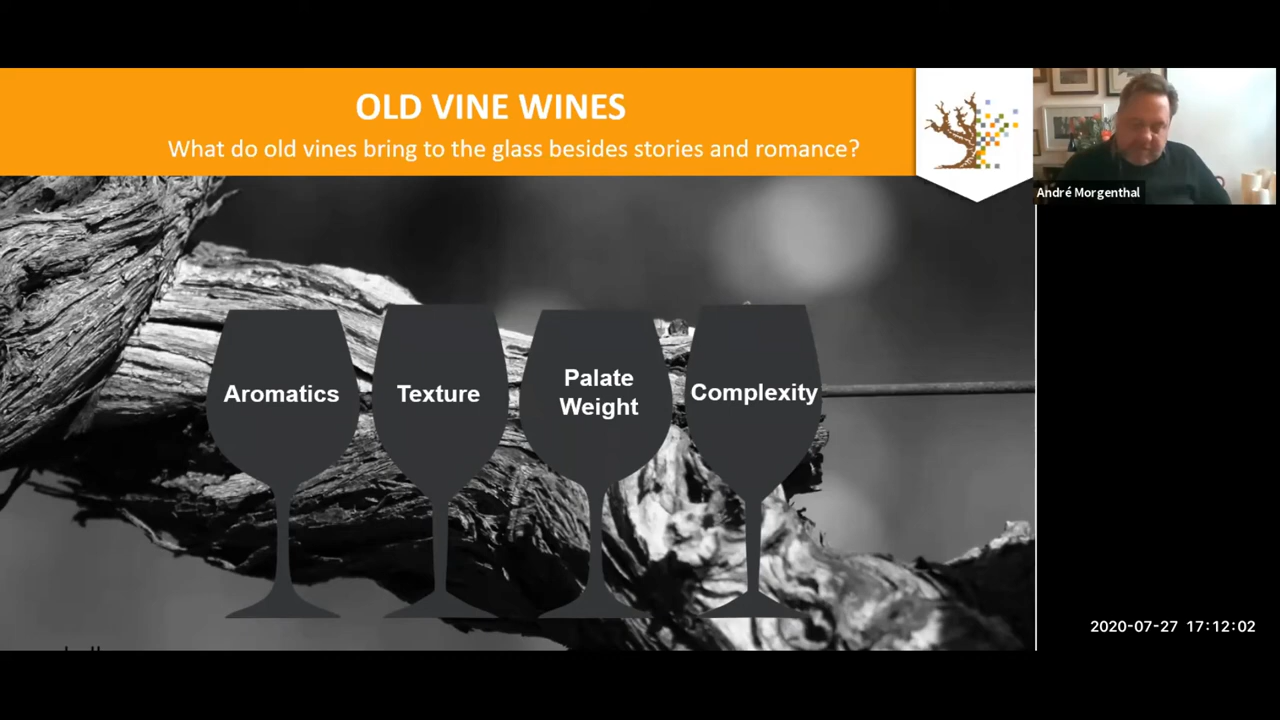 OLD VINE WINES
What do old vines bring to the glass besides stories and romance?
André Morgenthal
Aromatics
Texture
Palate
Weight
Complexity
2020-07-27 17:12:02